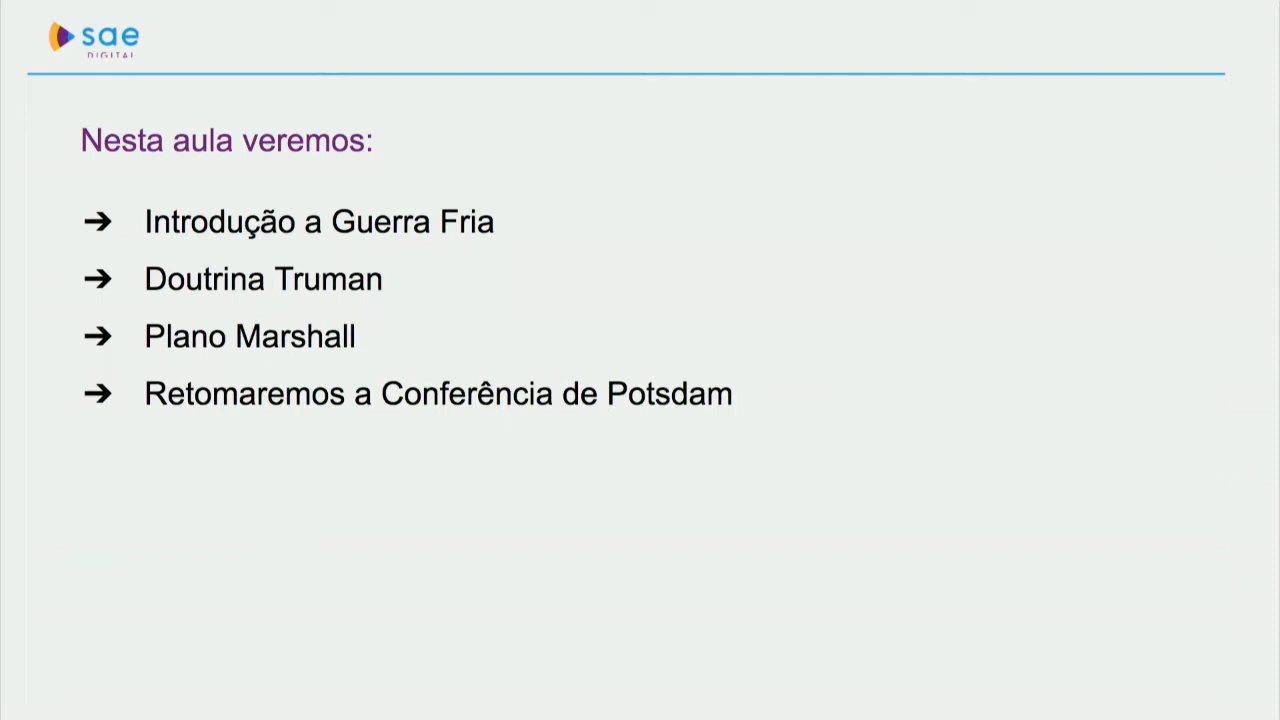 sae
DIGITAL
Nesta aula veremos:
➔ Introdução a Guerra Fria
➔ Doutrina Truman
➔ Plano Marshall
➔ Retomaremos a Conferência de Potsdam